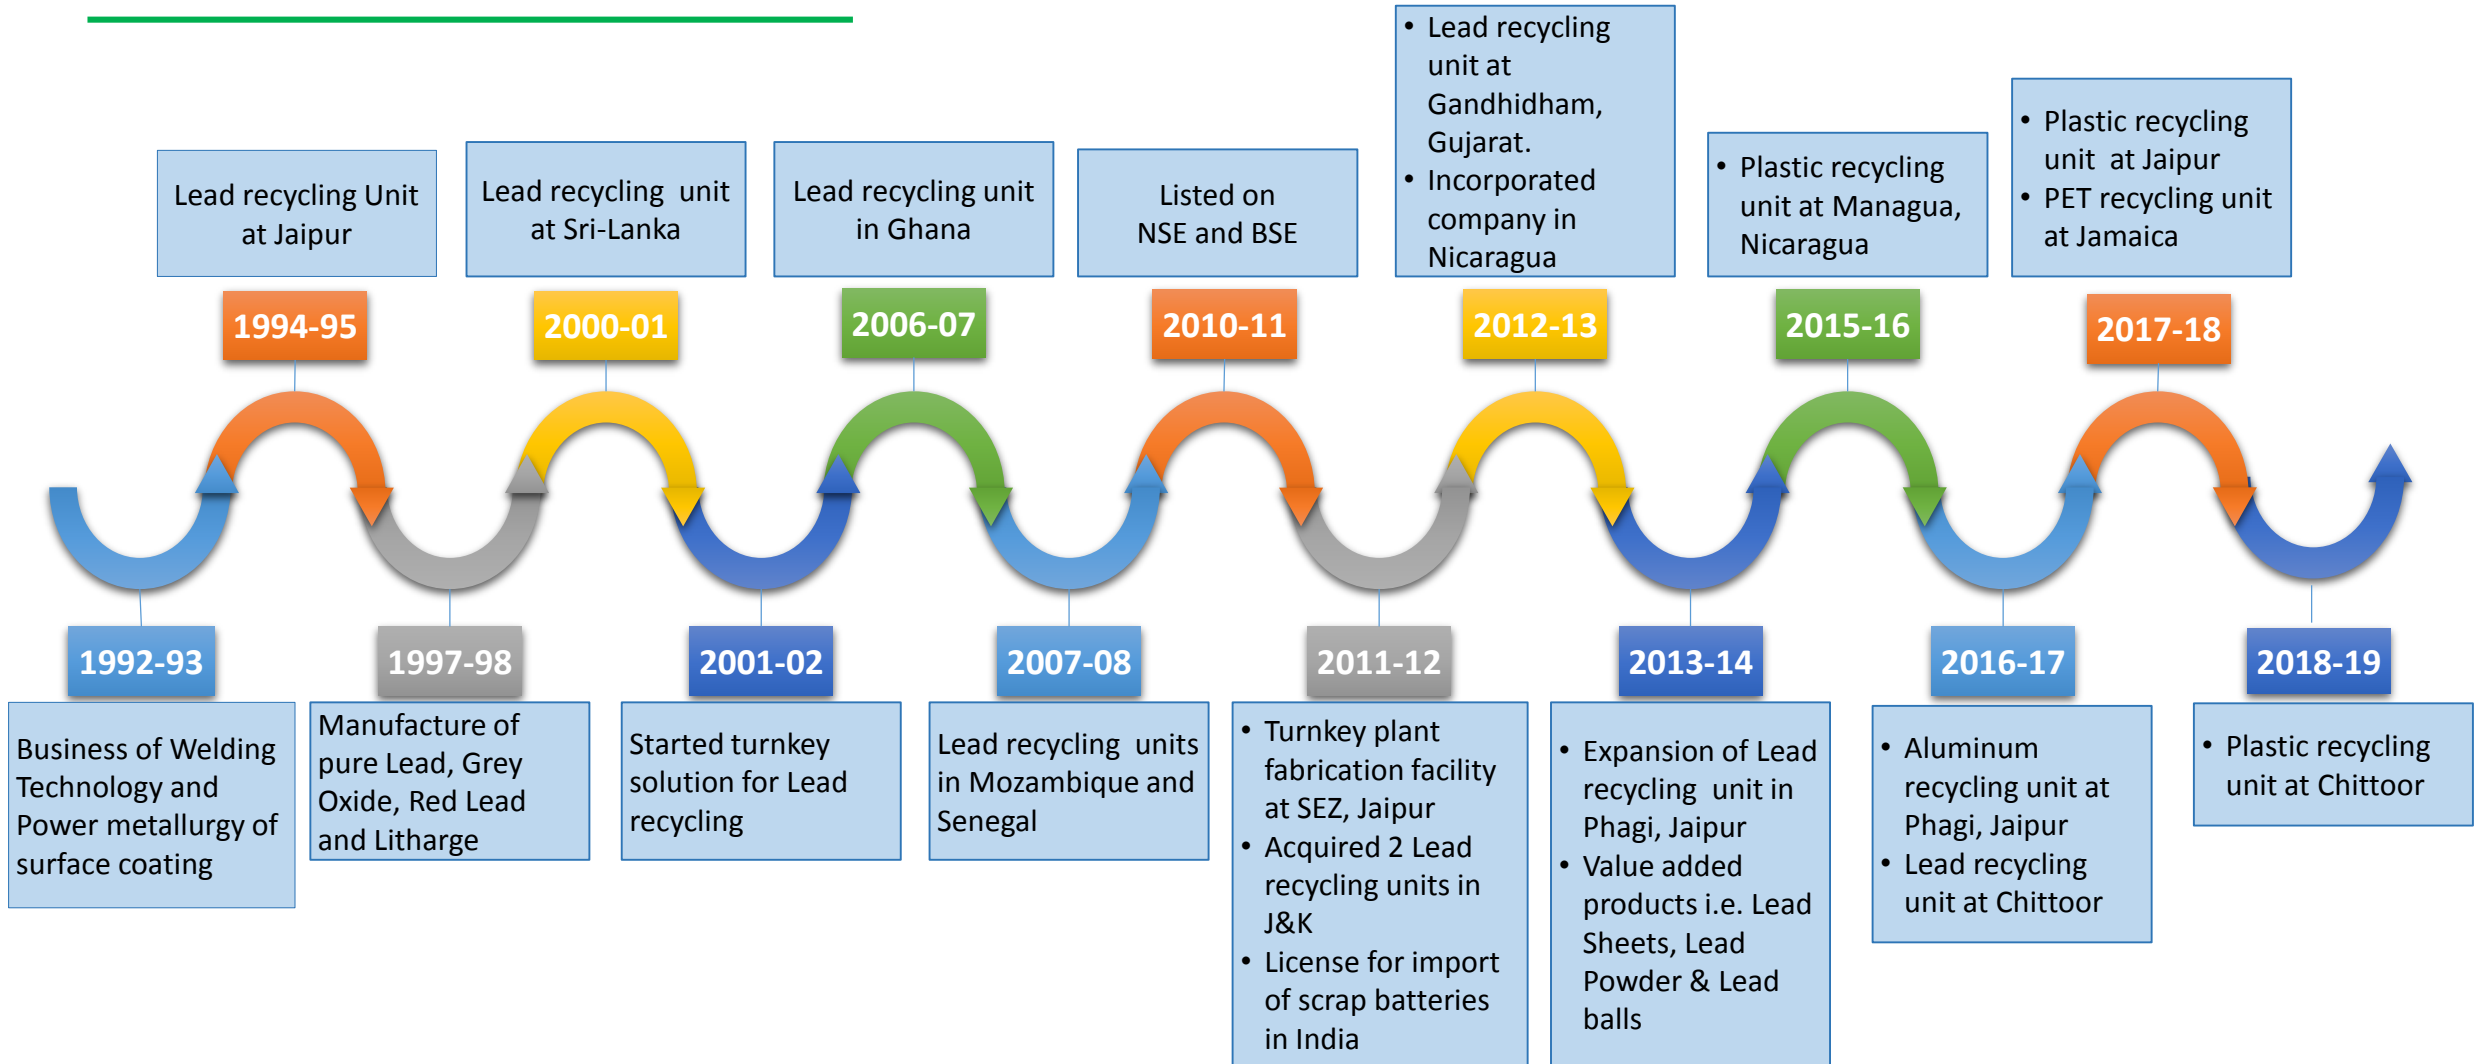 Lead recycling Unit
at Jaipur
1994-95
Lead recycling unit
at Sri-Lanka
2000-01
Lead recycling unit
in Ghana
2006-07
Listed on
NSE and BSE
2010-11
• Lead recycling
unit at
Gandhidham,
Gujarat.
• Incorporated
company in
Nicaragua
2012-13
• Plastic recycling
unit at Managua,
Nicaragua
2015-16
• Plastic recycling
unit at Jaipur
• PET recycling unit
at Jamaica
2017-18
1992-93
Business of Welding
Technology and
Power metallurgy of
surface coating
1997-98
Manufacture of
pure Lead, Grey
Oxide, Red Lead
and Litharge
2001-02
Started turnkey
solution for Lead
recycling
2007-08
Lead recycling units
in Mozambique and
Senegal
2011-12
• Turnkey plant
fabrication facility
at SEZ, Jaipur
• Acquired 2 Lead
recycling units in
J&K
• License for import
of scrap batteries
in India
2013-14
• Expansion of Lead
recycling unit in
Phagi, Jaipur
• Value added
products i.e. Lead
Sheets, Lead
Powder & Lead
balls
2016-17
• Aluminum
recycling unit at
Phagi, Jaipur
• Lead recycling
unit at Chittoor
2018-19
• Plastic recycling
unit at Chittoor